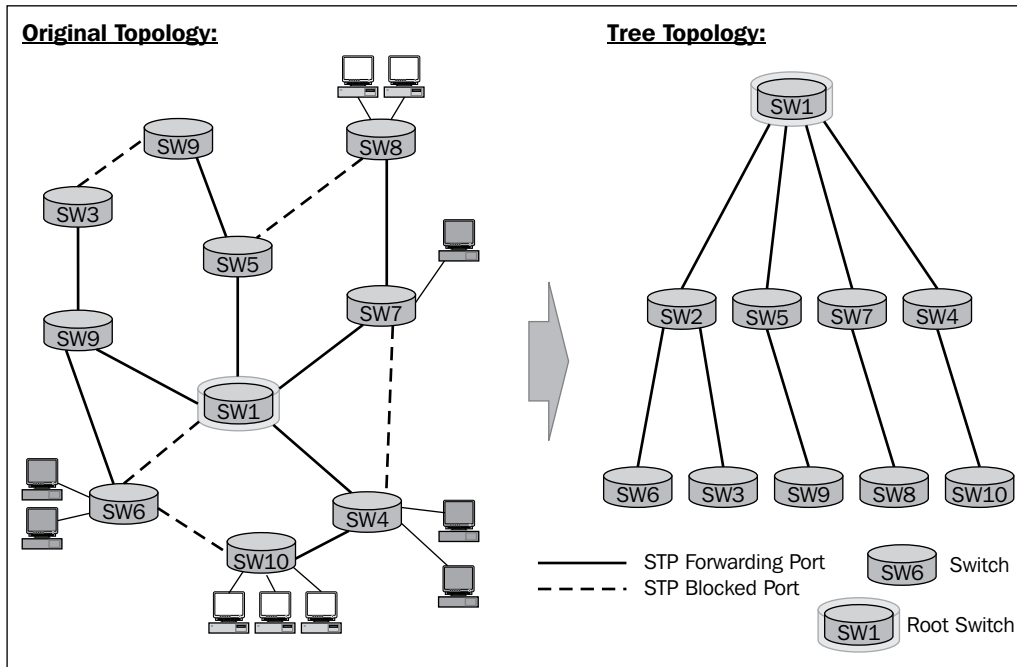 Original Topology:
SW9
SW8
SW3
SW5
SW7
SW9
SW1
SW6
SW4
SW10
Tree Topology:
SW1
SW2
SW5
SW7
SW4
SW6
SW3
SW9
SW8
SW10
STP Forwarding Port
STP Blocked Port
SW6
Switch
SW1
Root Switch